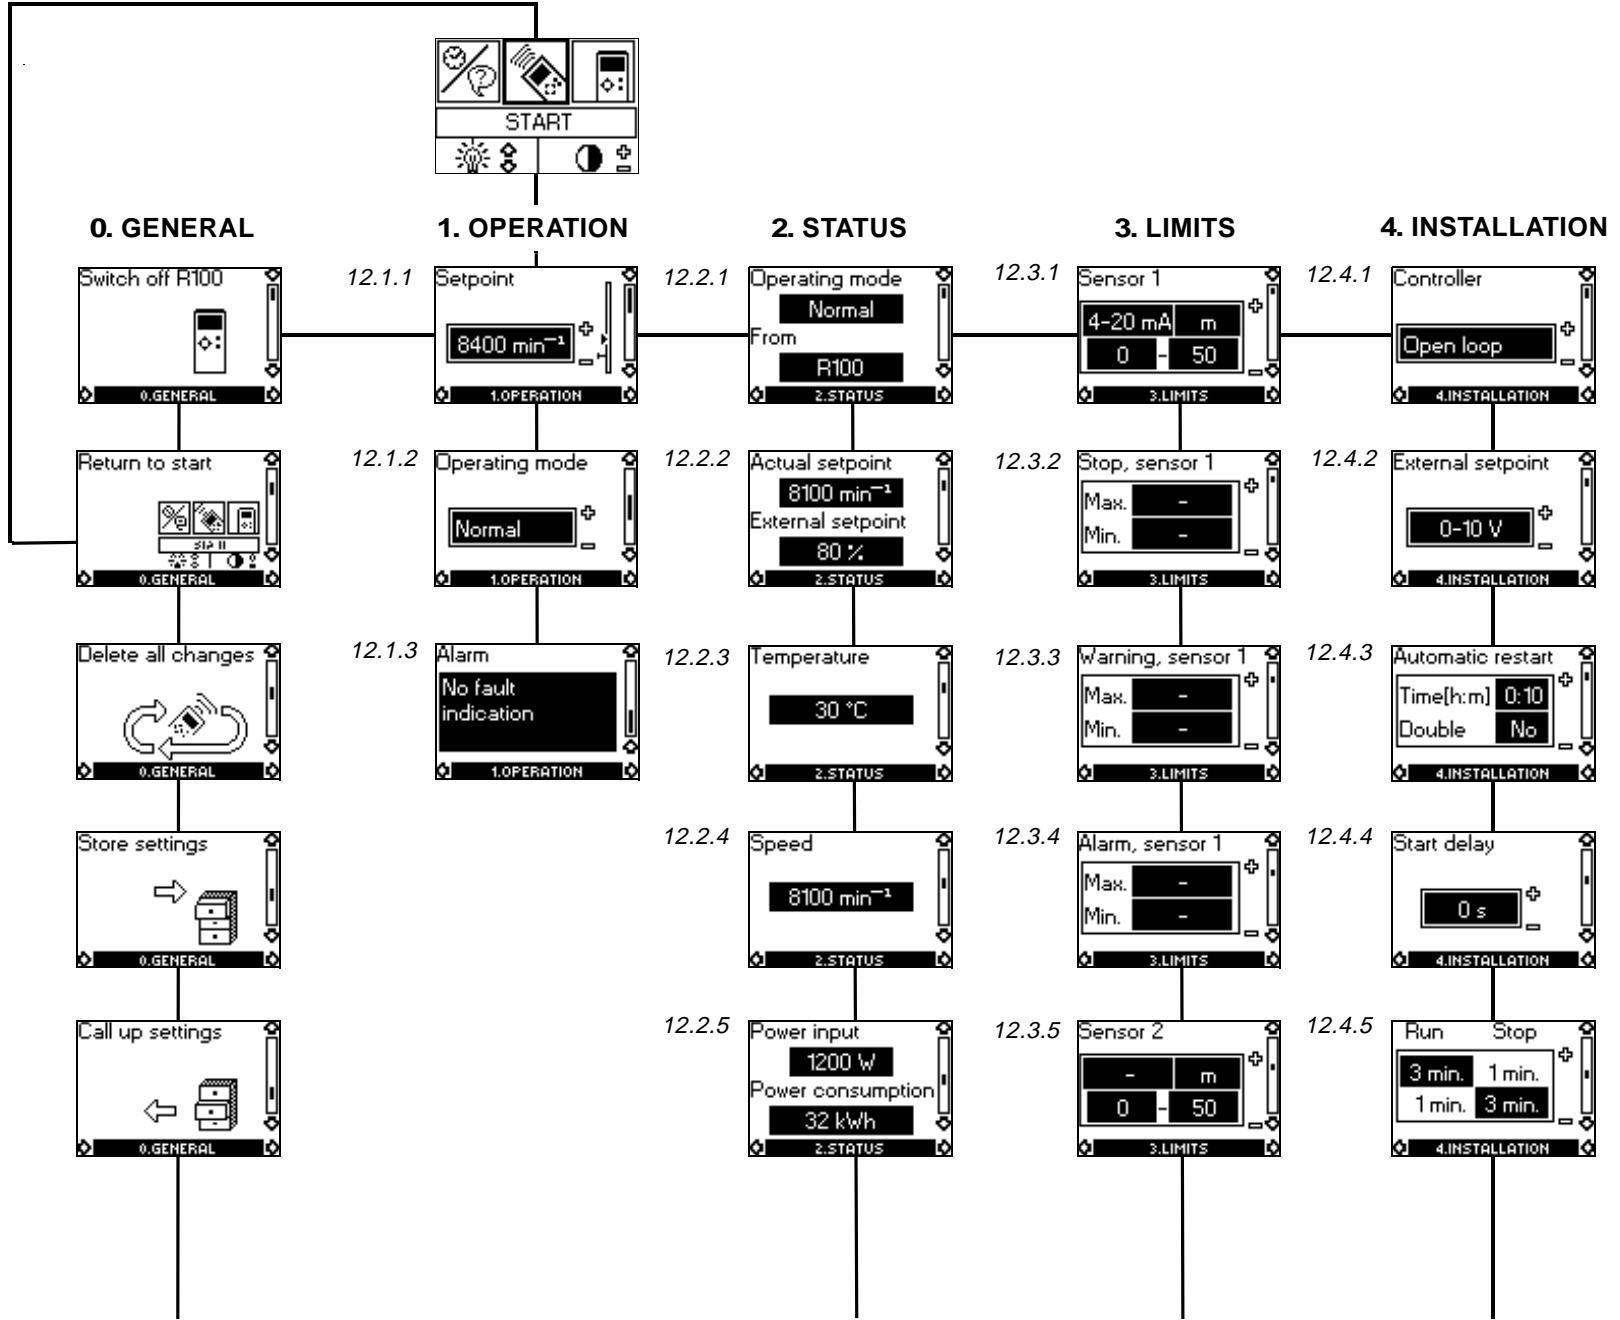 START
0. GENERAL
1. OPERATION
2. STATUS
3. LIMITS
4. INSTALLATION
Switch off R100
0.GENERAL
Return to start
0.GENERAL
Delete all changes
0.GENERAL
Store settings
0.GENERAL
Call up settings
0.GENERAL
12.1.1
Setpoint
8400 min⁻¹
1.OPERATION
12.1.2
Operating mode
Normal
1.OPERATION
12.1.3
Alarm
No fault
indication
1.OPERATION
12.2.1
Operating mode
Normal
From
R100
2.STATUS
12.2.2
Actual setpoint
8100 min⁻¹
External setpoint
80 %
2.STATUS
12.2.3
Temperature
30 °C
2.STATUS
12.2.4
Speed
8100 min⁻¹
2.STATUS
12.2.5
Power input
1200 W
Power consumption
32 kWh
2.STATUS
12.3.1
Sensor 1
4-20 mA m
0 - 50
3.LIMITS
12.3.2
Stop, sensor 1
Max. -
Min. -
3.LIMITS
12.3.3
Warning, sensor 1
Max. -
Min. -
3.LIMITS
12.3.4
Alarm, sensor 1
Max. -
Min. -
3.LIMITS
12.3.5
Sensor 2
- m
0 - 50
3.LIMITS
12.4.1
Controller
Open loop
4.INSTALLATION
12.4.2
External setpoint
0-10 V
4.INSTALLATION
12.4.3
Automatic restart
Time[h:m] 0:10
Double No
4.INSTALLATION
12.4.4
Start delay
0 s
4.INSTALLATION
12.4.5
Run Stop
3 min. 1 min.
1 min. 3 min.
4.INSTALLATION